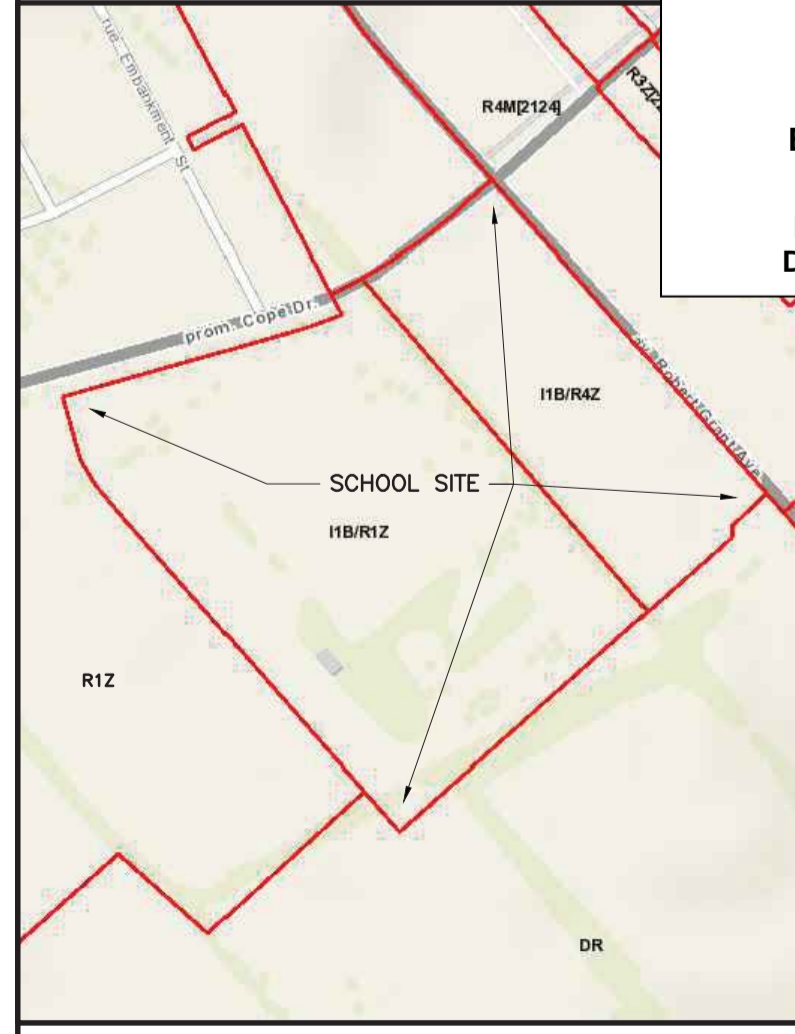 rue Embankment St
R4M[2124]
prom. Cope Dr.
av. Robert Grant Ave
I1B/R4Z
SCHOOL SITE
I1B/R1Z
R1Z
DR